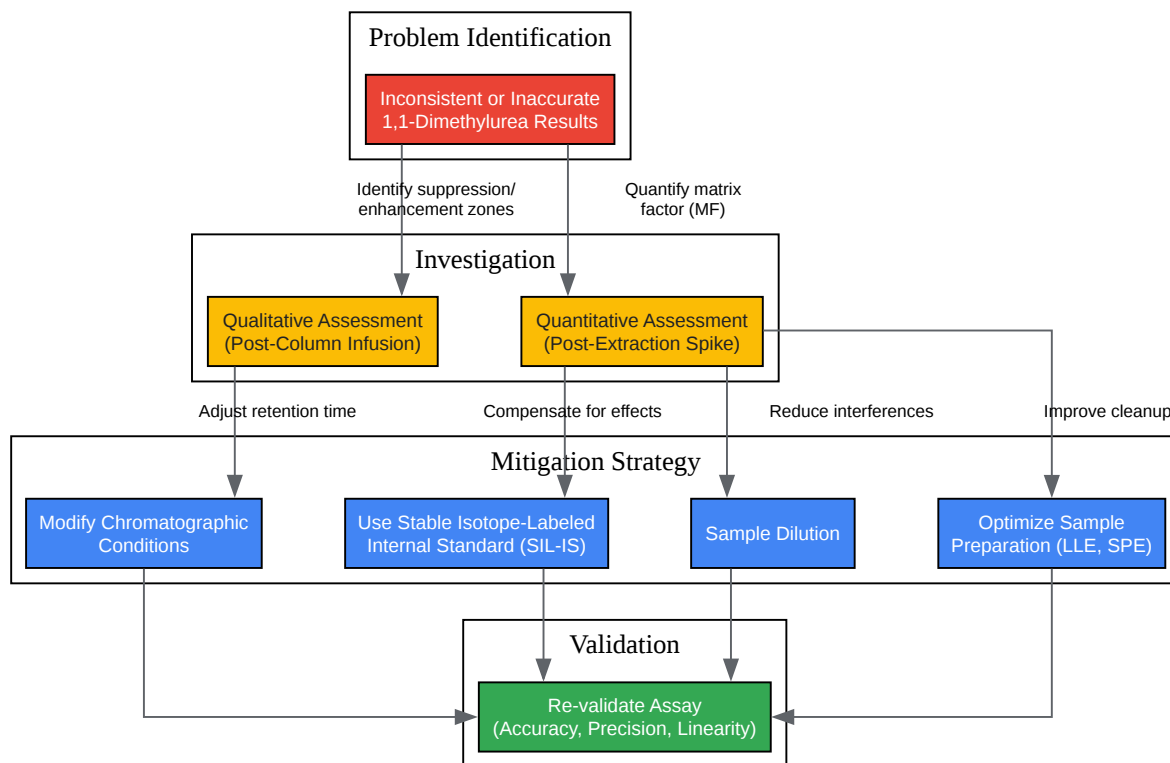 Problem Identification
Inconsistent or Inaccurate
1,1-Dimethylurea Results
Identify suppression/
enhancement zones
Quantify matrix
factor (MF)
Investigation
Qualitative Assessment
(Post-Column Infusion)
Quantitative Assessment
(Post-Extraction Spike)
Adjust retention time
Compensate for effects
Reduce interferences
Improve cleanup
Mitigation Strategy
Modify Chromatographic
Conditions
Use Stable Isotope-Labeled
Internal Standard (SIL-IS)
Sample Dilution
Optimize Sample
Preparation (LLE, SPE)
Validation
Re-validate Assay
(Accuracy, Precision, Linearity)